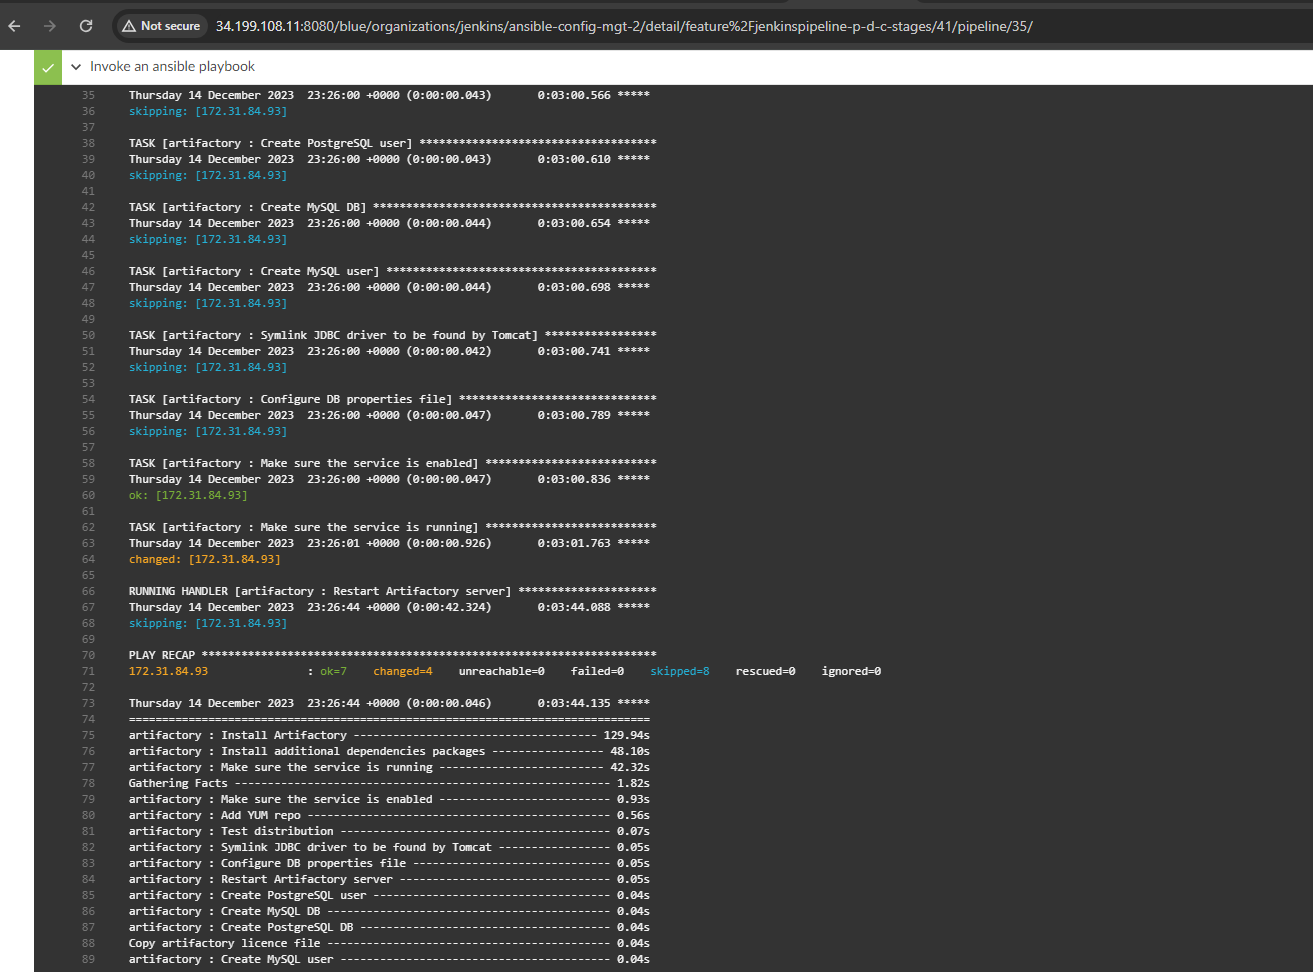 Not secure 34.199.108.11:8080/blue/organizations/jenkins/ansible-config-mgt-2/detail/feature%2Fjenkinspipeline-p-d-c-stages/41/pipeline/35/
Invoke an ansible playbook
35 Thursday 14 December 2023  23:26:00 +0000 (0:00:00.043)       0:03:00.566 *****
36 skipping: [172.31.84.93]
37
38 TASK [artifactory : Create PostgreSQL user] ************************************
39 Thursday 14 December 2023  23:26:00 +0000 (0:00:00.043)       0:03:00.610 *****
40 skipping: [172.31.84.93]
41
42 TASK [artifactory : Create MySQL DB] *******************************************
43 Thursday 14 December 2023  23:26:00 +0000 (0:00:00.044)       0:03:00.654 *****
44 skipping: [172.31.84.93]
45
46 TASK [artifactory : Create MySQL user] *****************************************
47 Thursday 14 December 2023  23:26:00 +0000 (0:00:00.044)       0:03:00.698 *****
48 skipping: [172.31.84.93]
49
50 TASK [artifactory : Symlink JDBC driver to be found by Tomcat] *****************
51 Thursday 14 December 2023  23:26:00 +0000 (0:00:00.042)       0:03:00.741 *****
52 skipping: [172.31.84.93]
53
54 TASK [artifactory : Configure DB properties file] ******************************
55 Thursday 14 December 2023  23:26:00 +0000 (0:00:00.047)       0:03:00.789 *****
56 skipping: [172.31.84.93]
57
58 TASK [artifactory : Make sure the service is enabled] **************************
59 Thursday 14 December 2023  23:26:00 +0000 (0:00:00.047)       0:03:00.836 *****
60 ok: [172.31.84.93]
61
62 TASK [artifactory : Make sure the service is running] **************************
63 Thursday 14 December 2023  23:26:01 +0000 (0:00:00.926)       0:03:01.763 *****
64 changed: [172.31.84.93]
65
66 RUNNING HANDLER [artifactory : Restart Artifactory server] *********************
67 Thursday 14 December 2023  23:26:44 +0000 (0:00:42.324)       0:03:44.088 *****
68 skipping: [172.31.84.93]
69
70 PLAY RECAP *********************************************************************
71 172.31.84.93               : ok=7    changed=4    unreachable=0    failed=0    skipped=8    rescued=0    ignored=0
72
73 Thursday 14 December 2023  23:26:44 +0000 (0:00:00.046)       0:03:44.135 *****
74 ===============================================================================
75 artifactory : Install Artifactory ------------------------------------- 129.94s
76 artifactory : Install additional dependencies packages ----------------- 48.10s
77 artifactory : Make sure the service is running ------------------------- 42.32s
78 Gathering Facts --------------------------------------------------------- 1.82s
79 artifactory : Make sure the service is enabled -------------------------- 0.93s
80 artifactory : Add YUM repo ---------------------------------------------- 0.56s
81 artifactory : Test distribution ----------------------------------------- 0.07s
82 artifactory : Symlink JDBC driver to be found by Tomcat ----------------- 0.05s
83 artifactory : Configure DB properties file ------------------------------ 0.05s
84 artifactory : Restart Artifactory server -------------------------------- 0.05s
85 artifactory : Create PostgreSQL user ------------------------------------ 0.04s
86 artifactory : Create MySQL DB ------------------------------------------- 0.04s
87 artifactory : Create PostgreSQL DB -------------------------------------- 0.04s
88 Copy artifactory licence file ------------------------------------------- 0.04s
89 artifactory : Create MySQL user ----------------------------------------- 0.04s